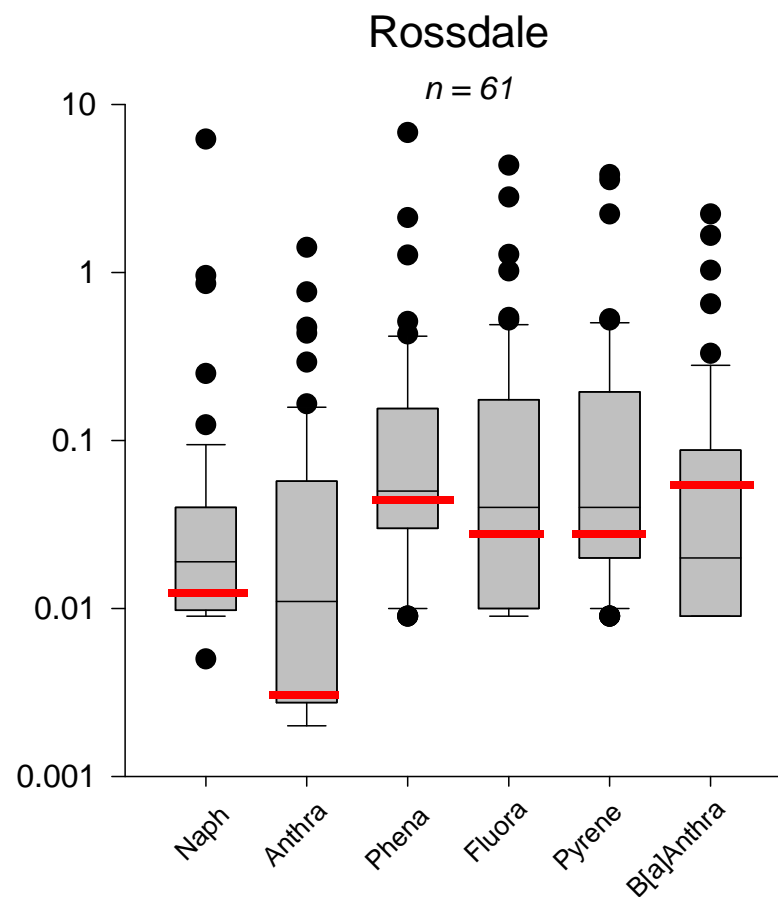 Rossdale
n = 61
10
1
0.1
0.01
0.001
Naph
Anthra
Phena
Fluora
Pyrene
B[a]Anthra